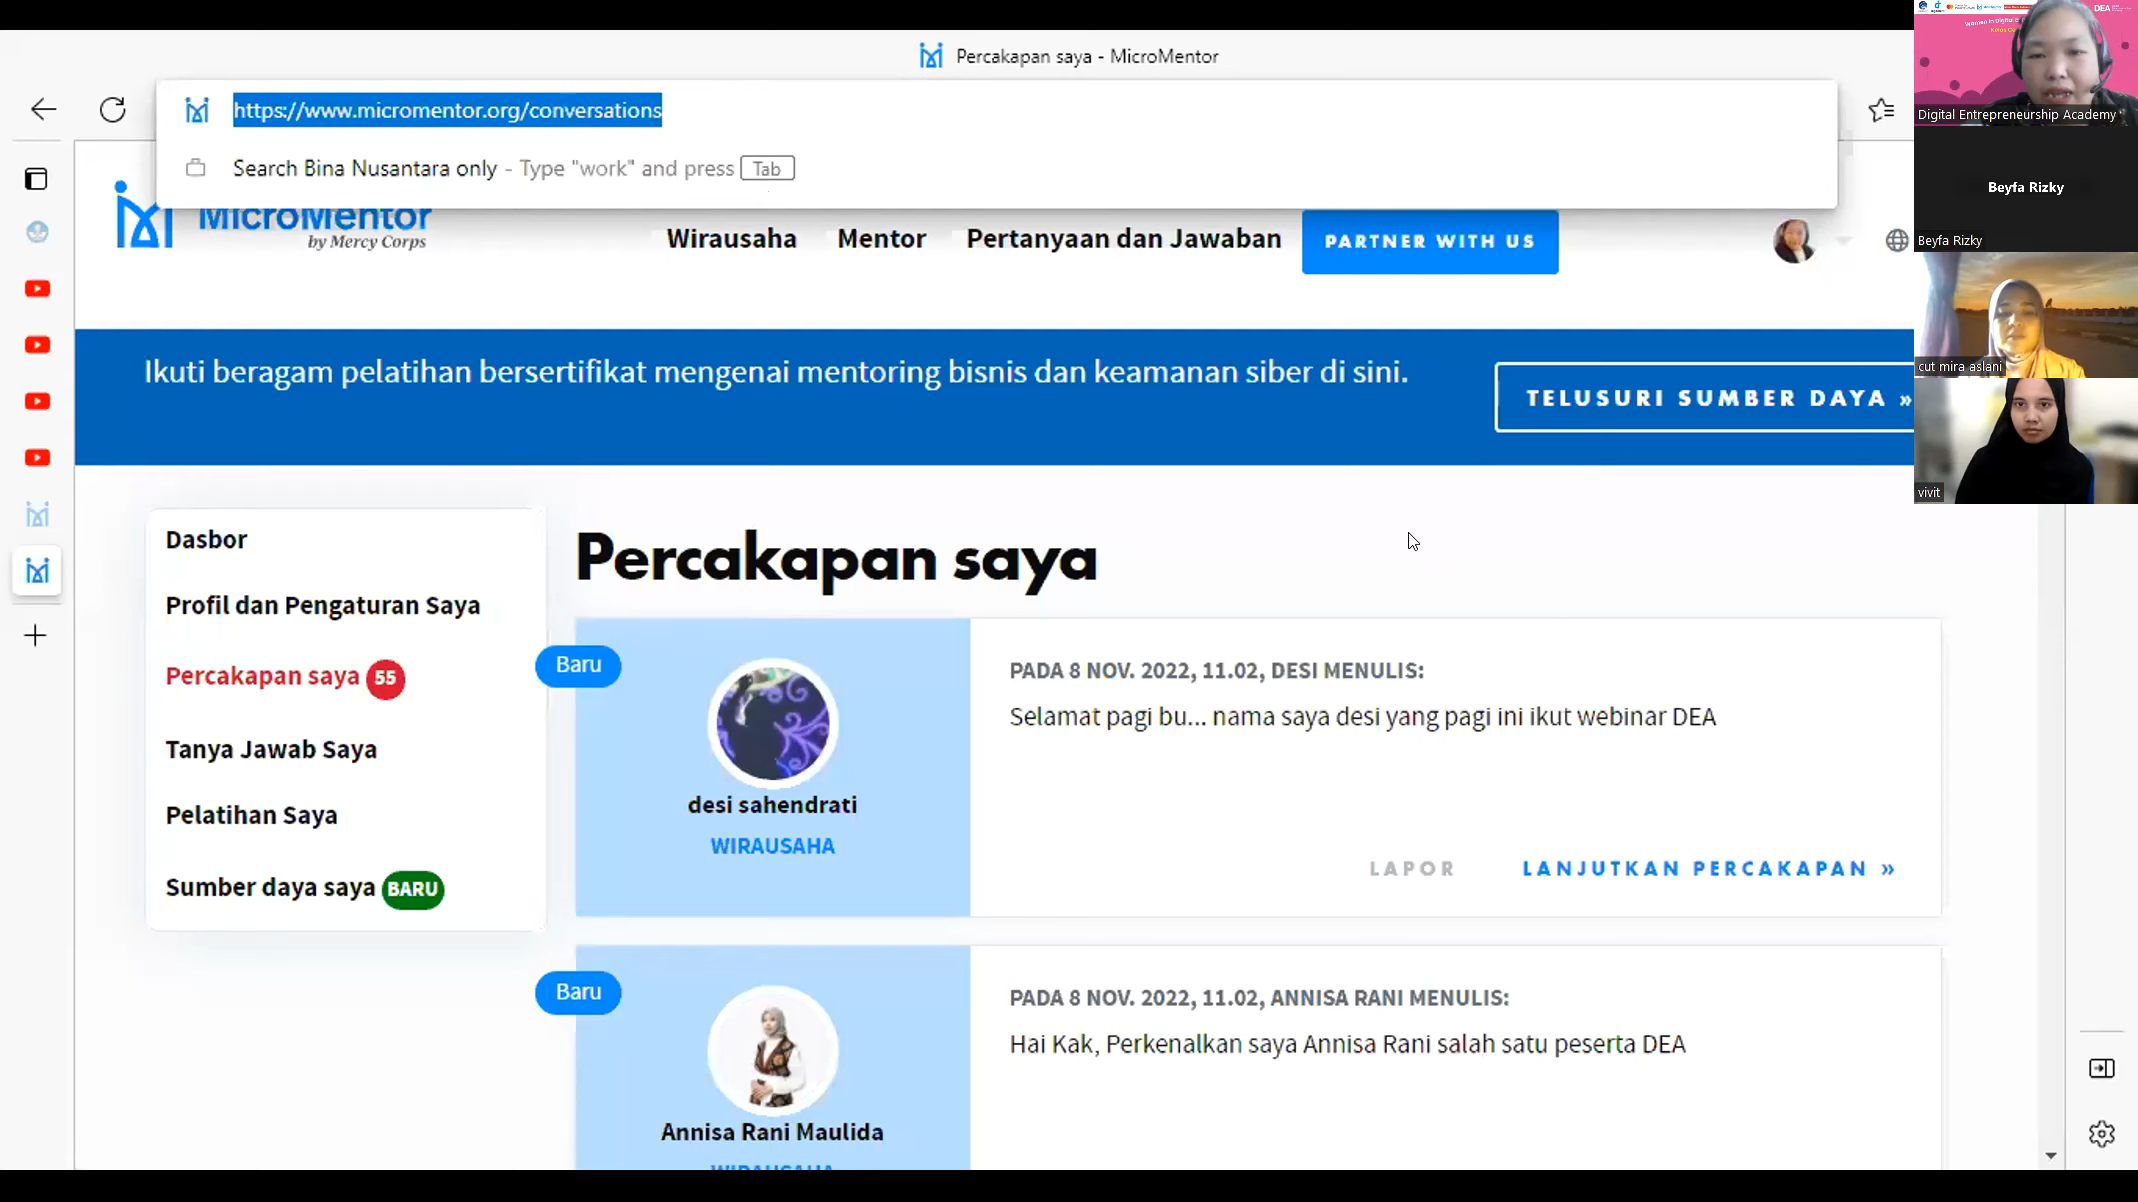 Percakapan saya - MicroMentor
https://www.micromentor.org/conversations
Search Bina Nusantara only - Type "work" and press Tab
MicroMentor
by Mercy Corps
Wirausaha
Mentor
Pertanyaan dan Jawaban
PARTNER WITH US
Ikuti beragam pelatihan bersertifikat mengenai mentoring bisnis dan keamanan siber di sini.
TELUSURI SUMBER DAYA »
Dasbor
Profil dan Pengaturan Saya
Percakapan saya 55
Tanya Jawab Saya
Pelatihan Saya
Sumber daya saya BARU
Percakapan saya
Baru
desi sahendrati
WIRAUSAHA
PADA 8 NOV. 2022, 11.02, DESI MENULIS:
Selamat pagi bu... nama saya desi yang pagi ini ikut webinar DEA
LAPOR
LANJUTKAN PERCAKAPAN »
Baru
Annisa Rani Maulida
WIRAUSAHA
PADA 8 NOV. 2022, 11.02, ANNISA RANI MENULIS:
Hai Kak, Perkenalkan saya Annisa Rani salah satu peserta DEA
DEA
Digital Entrepreneurship Academy
Beyfa Rizky
Beyfa Rizky
cut mira aslani
vivit